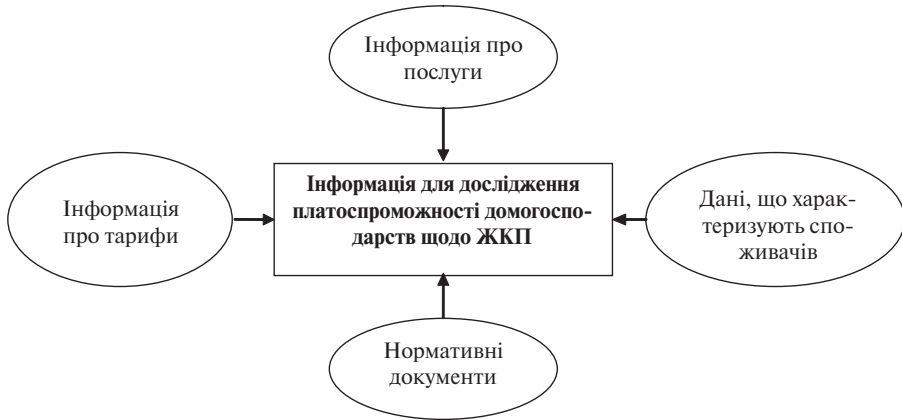 Інформація про
послуги
Інформація для дослідження
платоспроможності домогоспо-
дарств щодо ЖКП
Інформація
про тарифи
Дані, що харак-
теризують спо-
живачів
Нормативні
документи